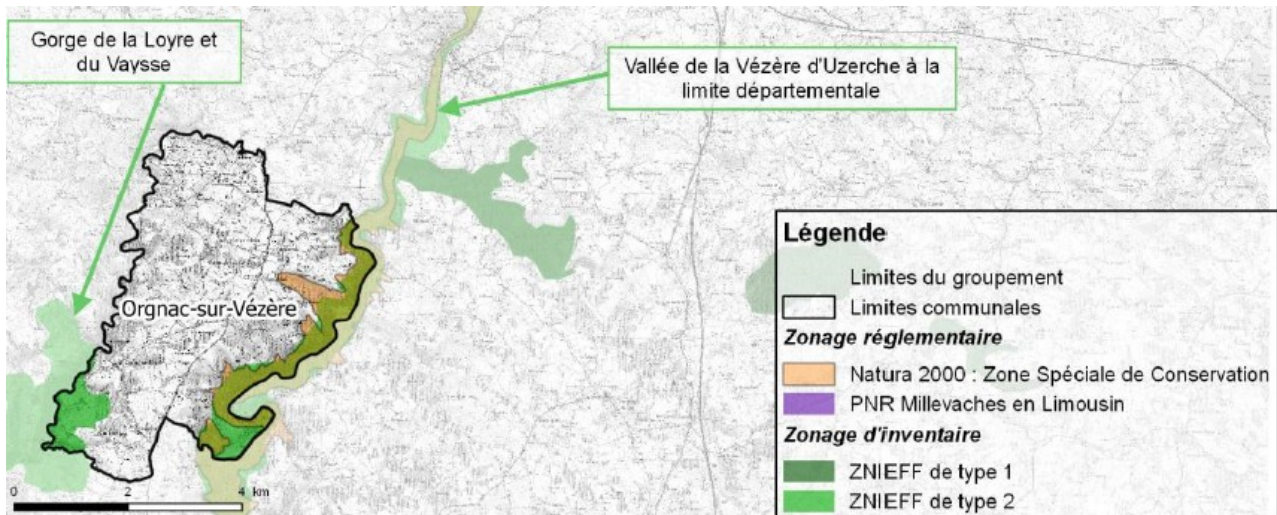 Gorge de la Loyre et
du Vaysse
Vallée de la Vézère d'Uzerche à la
limite départementale
Orgnac-sur-Vézère
0 2 4 km
Légende
Limites du groupement
Limites communales
Zonage réglementaire
Natura 2000 : Zone Spéciale de Conservation
PNR Millevaches en Limousin
Zonage d'inventaire
ZNIEFF de type 1
ZNIEFF de type 2